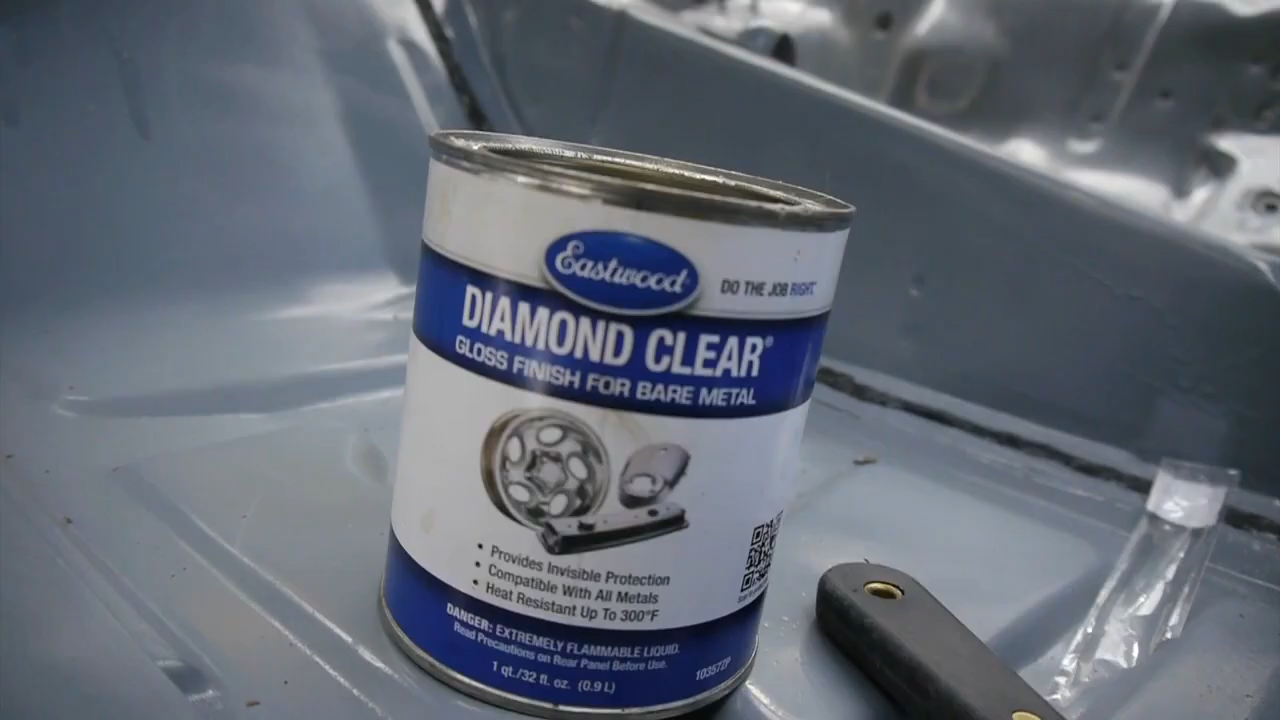 Eastwood
DO THE JOB RIGHT
DIAMOND CLEAR®
GLOSS FINISH FOR BARE METAL
• Provides Invisible Protection
• Compatible With All Metals
• Heat Resistant Up To 300°F
DANGER: EXTREMELY FLAMMABLE LIQUID.
Read Precautions on Rear Panel Before Use.
1 qt./32 fl. oz. (0.9 L)
10357ZP